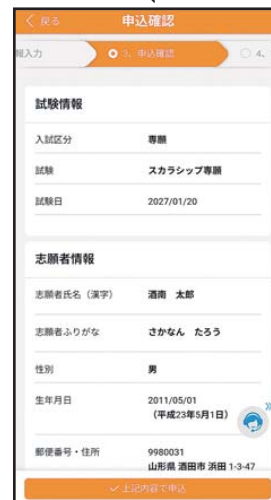 < 戻る 申込確認
報入力 3、申込確認 4、
試験情報
入試区分 専願
試験 スカラシップ専願
試験日 2027/01/20
志願者情報
志願者氏名（漢字） 酒南 太郎
志願者ふりがな さかなん たろう
性別 男
生年月日 2011/05/01
（平成23年5月1日）
郵便番号・住所 9980031
山形県 酒田市 浜田 1-3-47
✓上記内容で申込